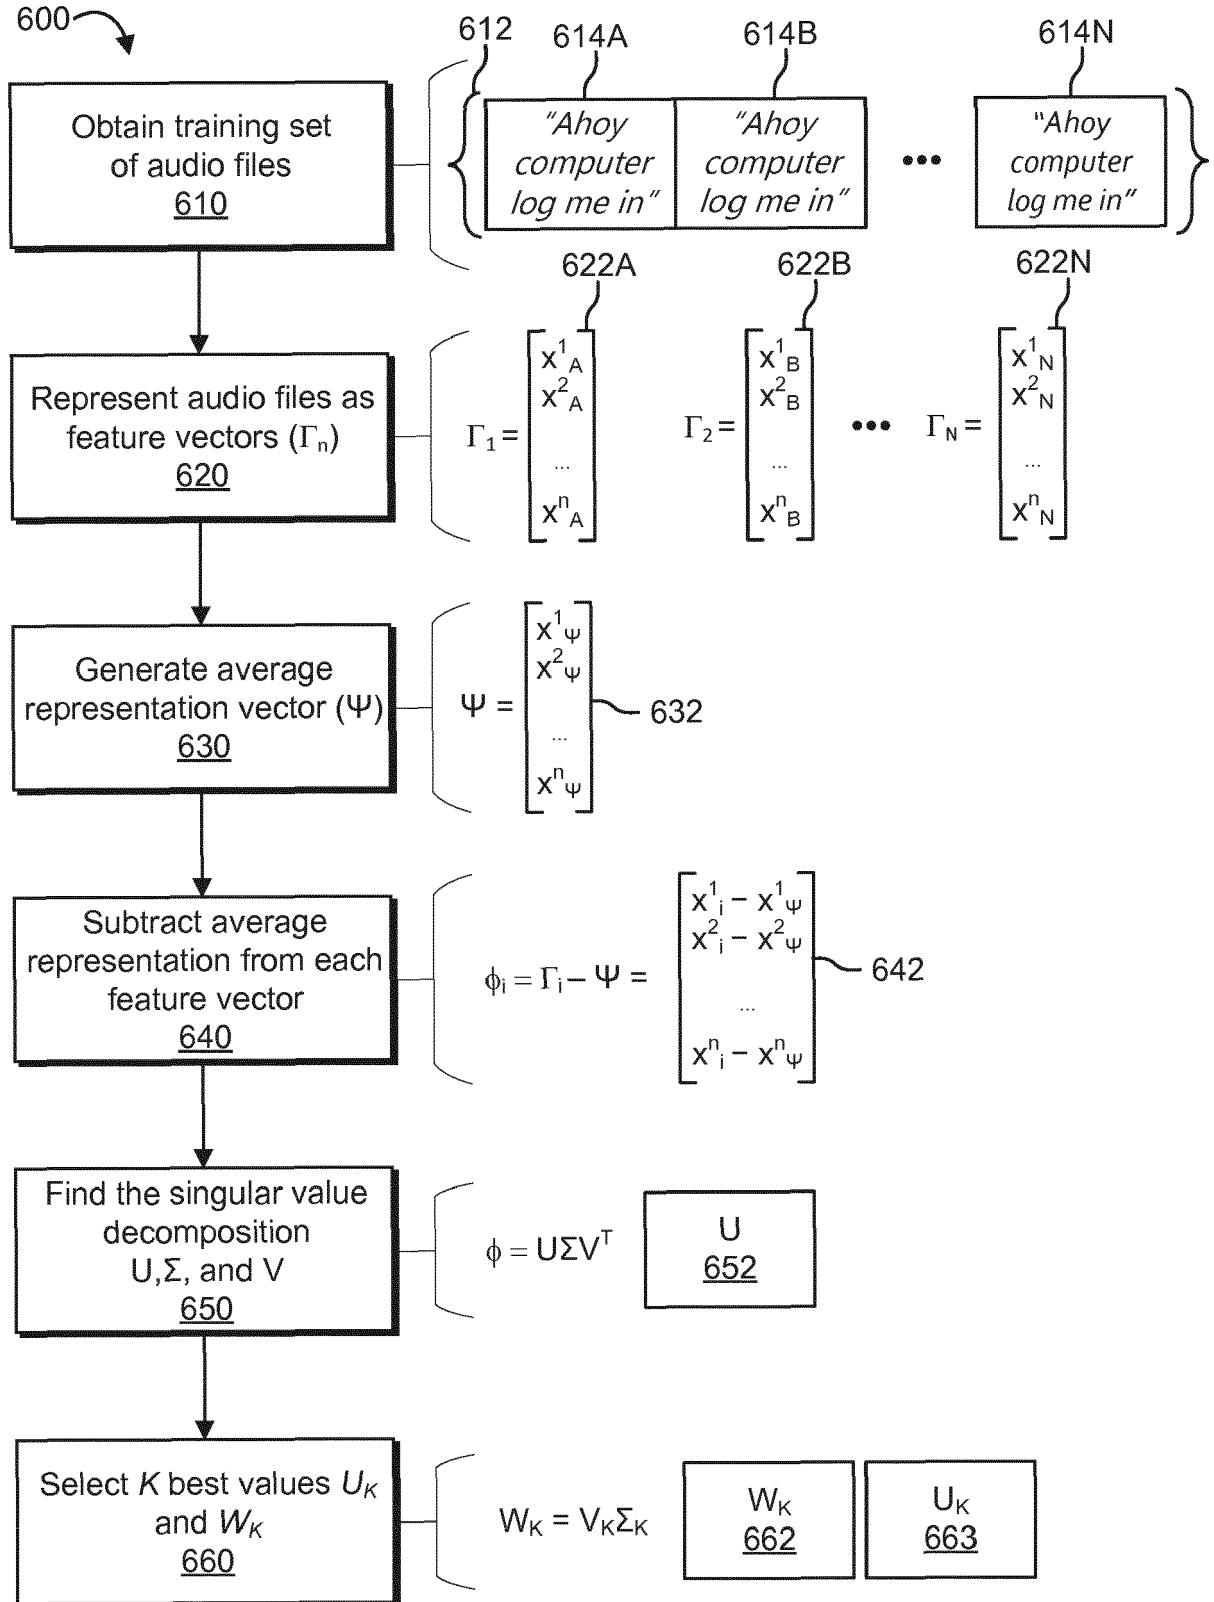 600
612
614A
614B
614N
Obtain training set
of audio files
610
"Ahoy
computer
log me in"
"Ahoy
computer
log me in"
•••
"Ahoy
computer
log me in"
622A
622B
622N
Represent audio files as
feature vectors (Γn)
620
Γ1 =
x1A
x2A
...
xnA
Γ2 =
x1B
x2B
...
xnB
•••
ΓN =
x1N
x2N
...
xnN
Generate average
representation vector (Ψ)
630
Ψ =
x1Ψ
x2Ψ
...
xnΨ
632
Subtract average
representation from each
feature vector
640
ϕi = Γi – Ψ =
x1i – x1Ψ
x2i – x2Ψ
...
xni – xnΨ
642
Find the singular value
decomposition
U,Σ, and V
650
ϕ = UΣVT
U
652
Select K best values UK
and WK
660
WK = VKΣK
WK
662
UK
663